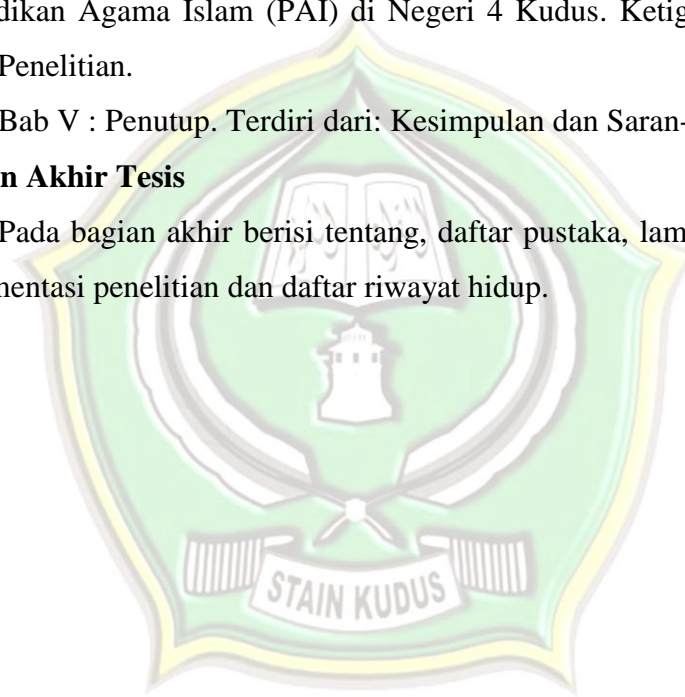 dikan Agama Islam (PAI) di Negeri 4 Kudus. Ketig
Penelitian.
Bab V : Penutup. Terdiri dari: Kesimpulan dan Saran-
n Akhir Tesis
Pada bagian akhir berisi tentang, daftar pustaka, lam
nentasi penelitian dan daftar riwayat hidup.
STAIN KUDUS